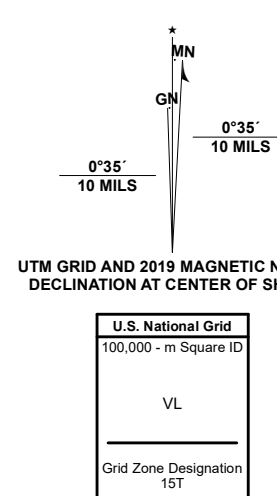 ★
MN
GN
0°35´
10 MILS
0°35´
10 MILS
UTM GRID AND 2019 MAGNETIC
DECLINATION AT CENTER OF
U.S. National Grid
100,000 - m Square ID
VL
Grid Zone Designation
15T